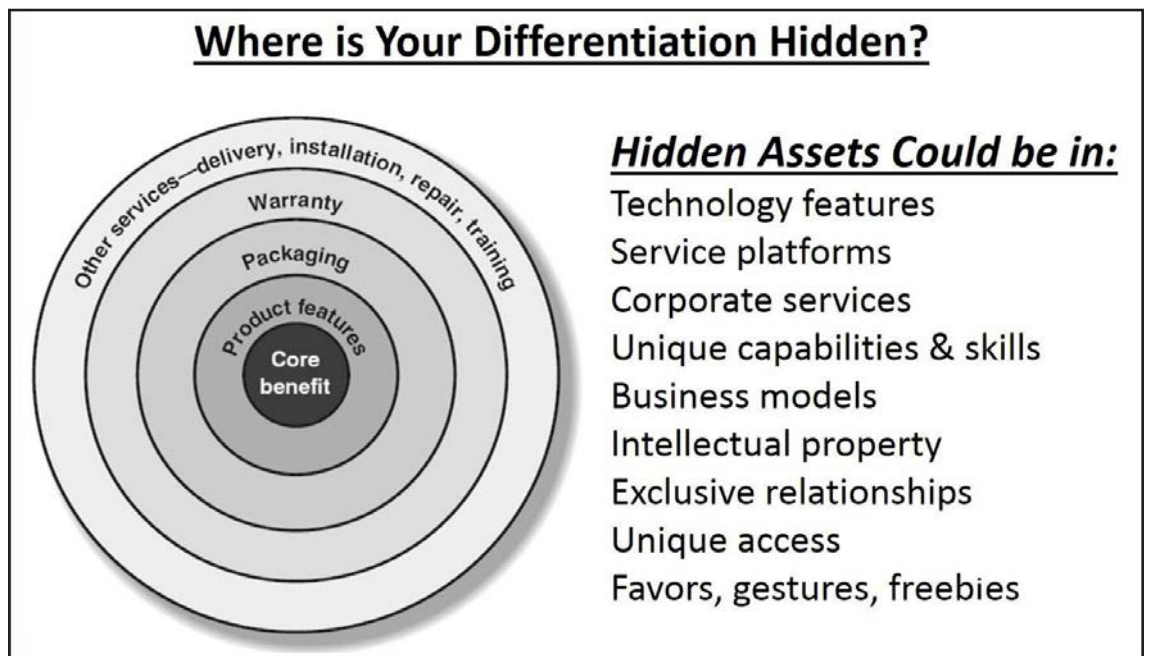 Where is Your Differentiation Hidden?
Other services—delivery, installation, repair, training
Warranty
Packaging
Product features
Core
benefit
Hidden Assets Could be in:
Technology features
Service platforms
Corporate services
Unique capabilities & skills
Business models
Intellectual property
Exclusive relationships
Unique access
Favors, gestures, freebies